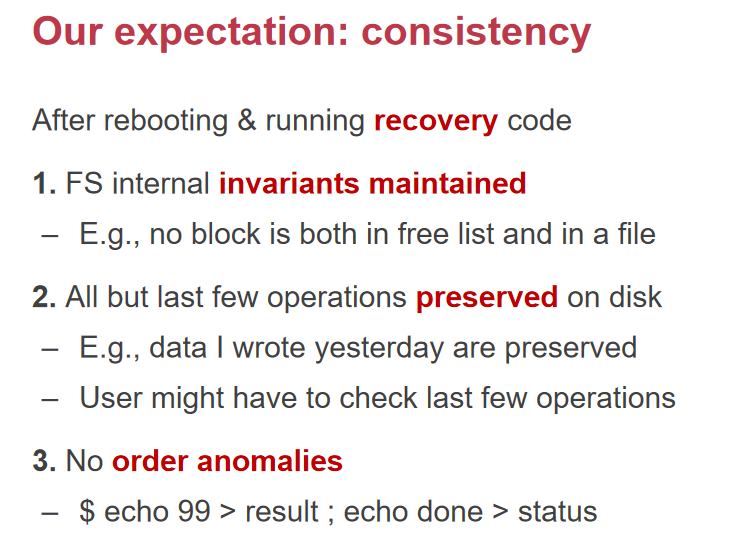 Our expectation: consistency
After rebooting & running recovery code
1. FS internal invariants maintained
– E.g., no block is both in free list and in a file
2. All but last few operations preserved on disk
– E.g., data I wrote yesterday are preserved
– User might have to check last few operations
3. No order anomalies
– $ echo 99 > result ; echo done > status